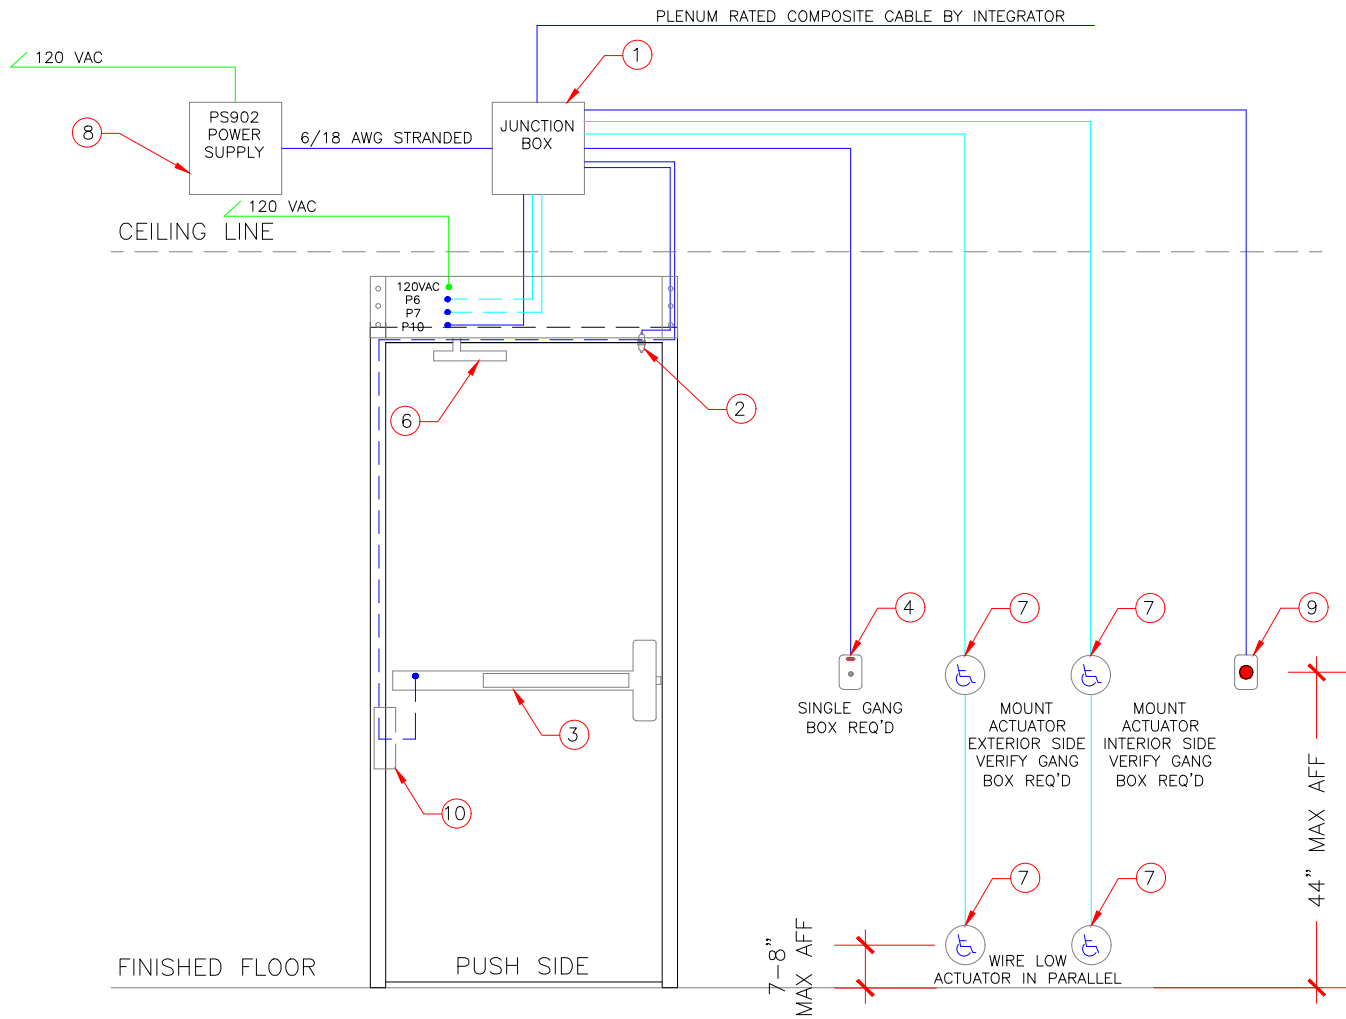 PLENUM RATED COMPOSITE CABLE BY INTEGRATOR
120 VAC
1
PS902
POWER
SUPPLY
8
6/18 AWG STRANDED
JUNCTION
BOX
120 VAC
CEILING LINE
120VAC
P6
P7
P10
6
2
4
7
7
9
SINGLE GANG
BOX REQ'D
MOUNT
ACTUATOR
EXTERIOR SIDE
VERIFY GANG
BOX REQ'D
MOUNT
ACTUATOR
INTERIOR SIDE
VERIFY GANG
BOX REQ'D
3
10
44" MAX AFF
7
7
7-8"
MAX AFF
WIRE LOW
ACTUATOR IN PARALLEL
FINISHED FLOOR
PUSH SIDE